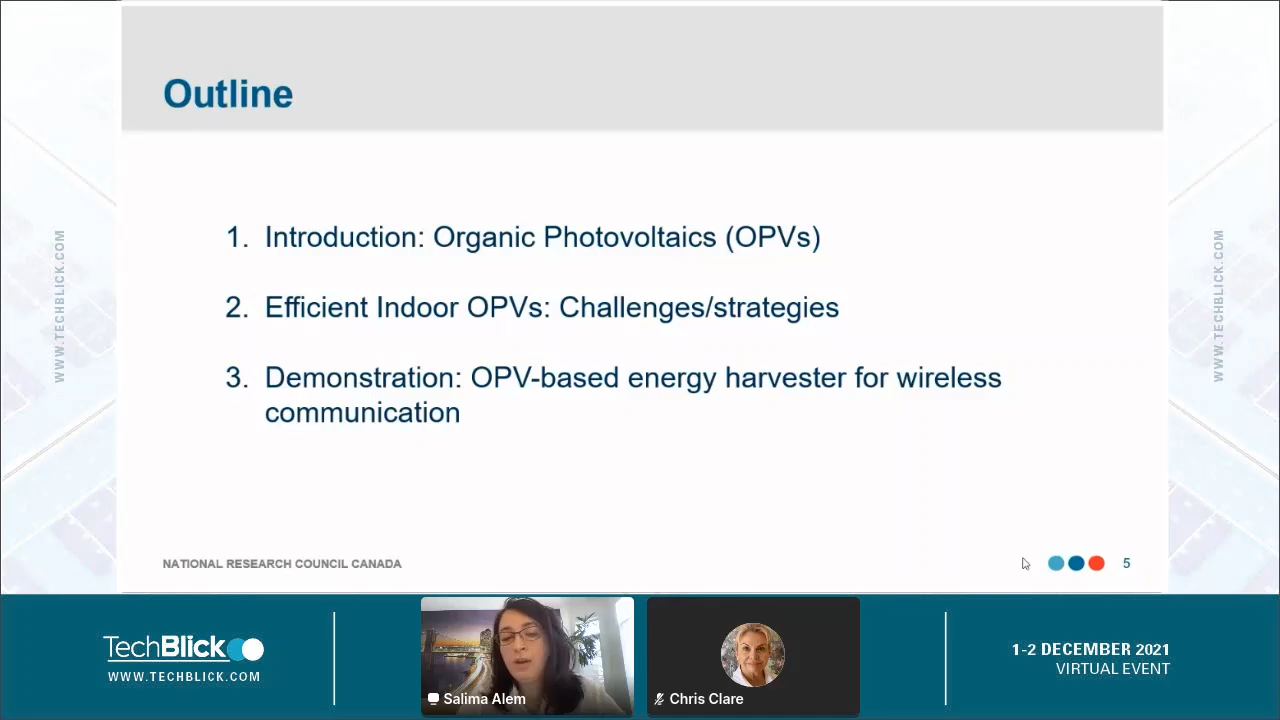 Outline
1. Introduction: Organic Photovoltaics (OPVs)
2. Efficient Indoor OPVs: Challenges/strategies
3. Demonstration: OPV-based energy harvester for wireless
communication
NATIONAL RESEARCH COUNCIL CANADA
5
WWW.TECHBLICK.COM
WWW.TECHBLICK.COM
TechBlick
WWW.TECHBLICK.COM
Salima Alem
Chris Clare
1-2 DECEMBER 2021
VIRTUAL EVENT